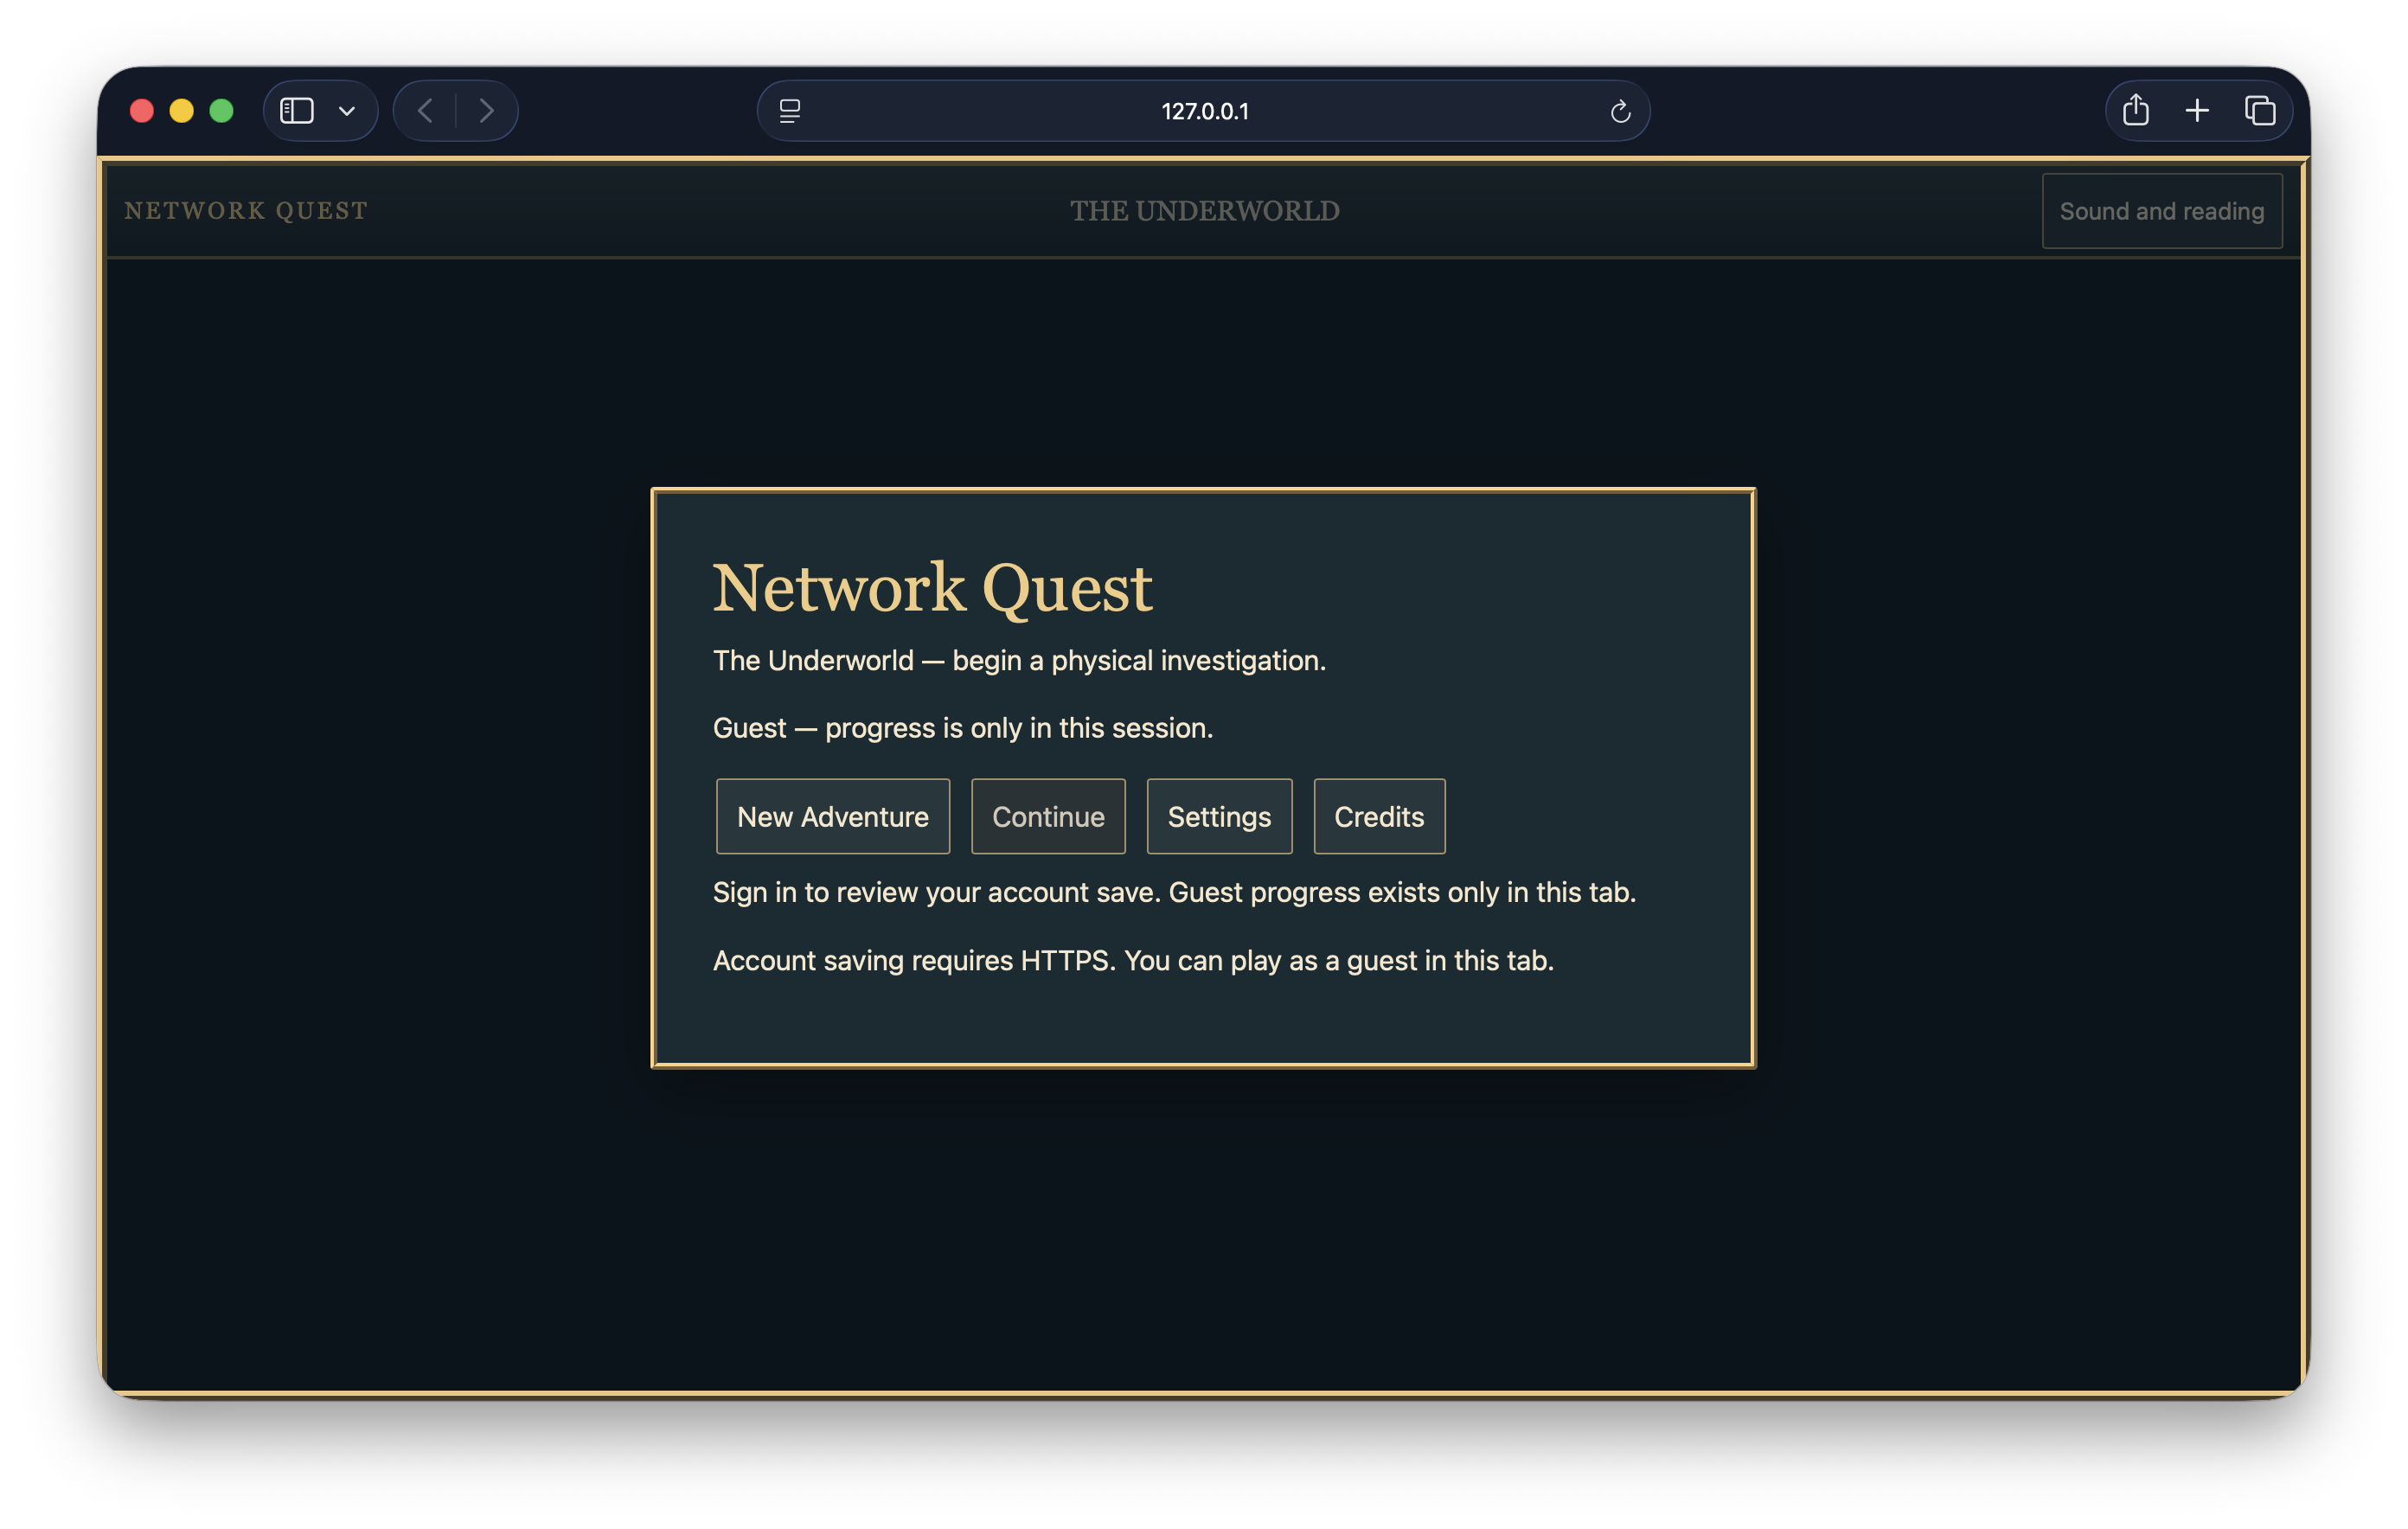 127.0.0.1
NETWORK QUEST
THE UNDERWORLD
Sound and reading
Network Quest
The Underworld — begin a physical investigation.
Guest — progress is only in this session.
New Adventure
Continue
Settings
Credits
Sign in to review your account save. Guest progress exists only in this tab.
Account saving requires HTTPS. You can play as a guest in this tab.